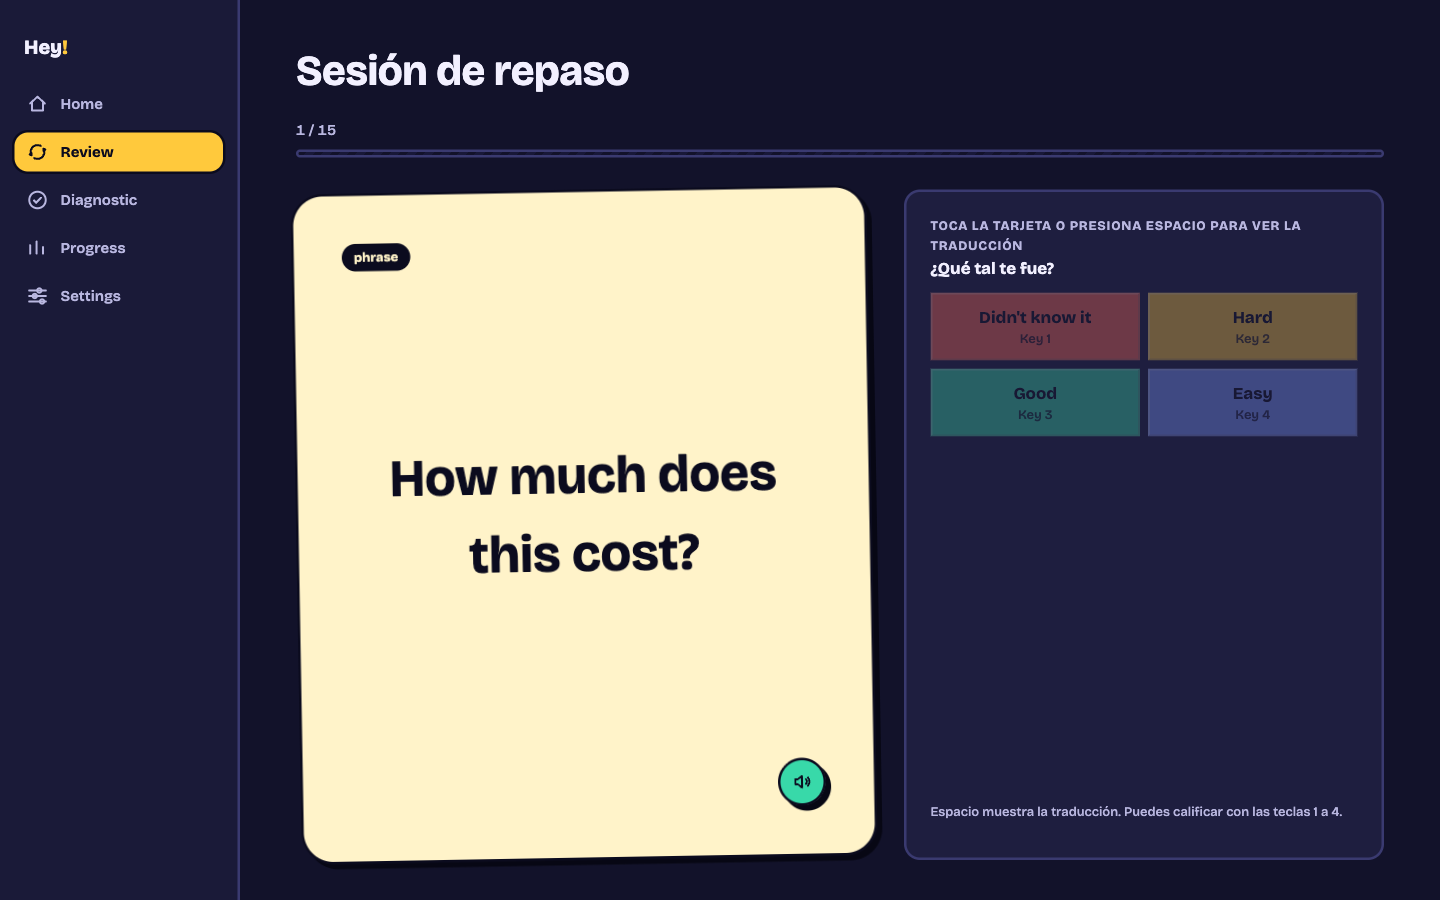 Hey!
Home
Review
Diagnostic
Progress
Settings
Sesión de repaso
1 / 15
phrase
How much does
this cost?
TOCA LA TARJETA O PRESIONA ESPACIO PARA VER LA
TRADUCCIÓN
¿Qué tal te fue?
Didn't know it
Key 1
Hard
Key 2
Good
Key 3
Easy
Key 4
Espacio muestra la traducción. Puedes calificar con las teclas 1 a 4.